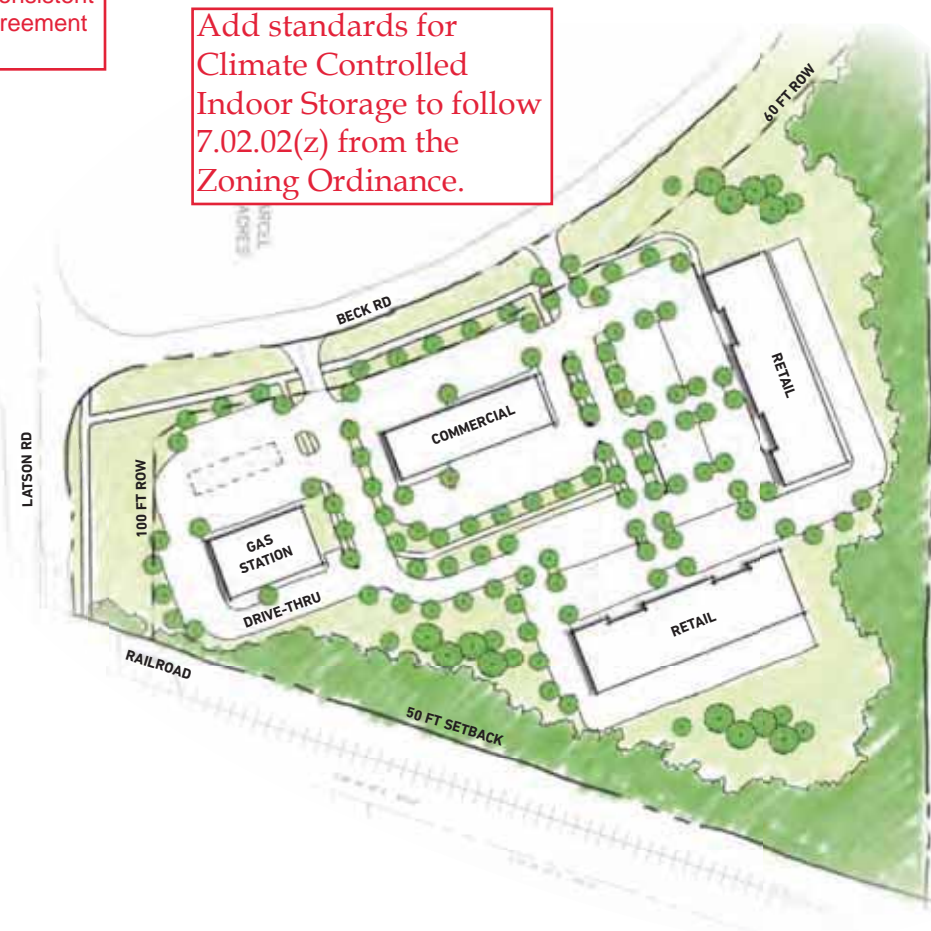 reement
Add standards for
Climate Controlled
Indoor Storage to follow
7.02.02(z) from the
Zoning Ordinance.
60 FT ROW
BECK RD
RETAIL
COMMERCIAL
LATSON RD
100 FT ROW
GAS
STATION
DRIVE-THRU
RETAIL
RAILROAD
50 FT SETBACK